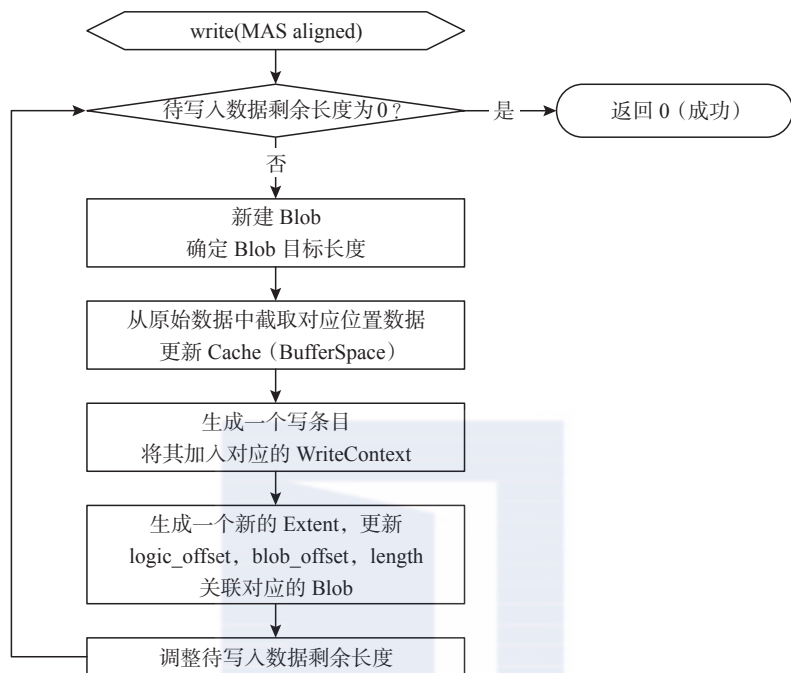 write(MAS aligned)
待写入数据剩余长度为0？
是
返回 0（成功）
否
新建 Blob
确定 Blob 目标长度
从原始数据中截取对应位置数据
更新 Cache（BufferSpace）
生成一个写条目
将其加入对应的 WriteContext
生成一个新的 Extent，更新
logic_offset，blob_offset，length
关联对应的 Blob
调整待写入数据剩余长度